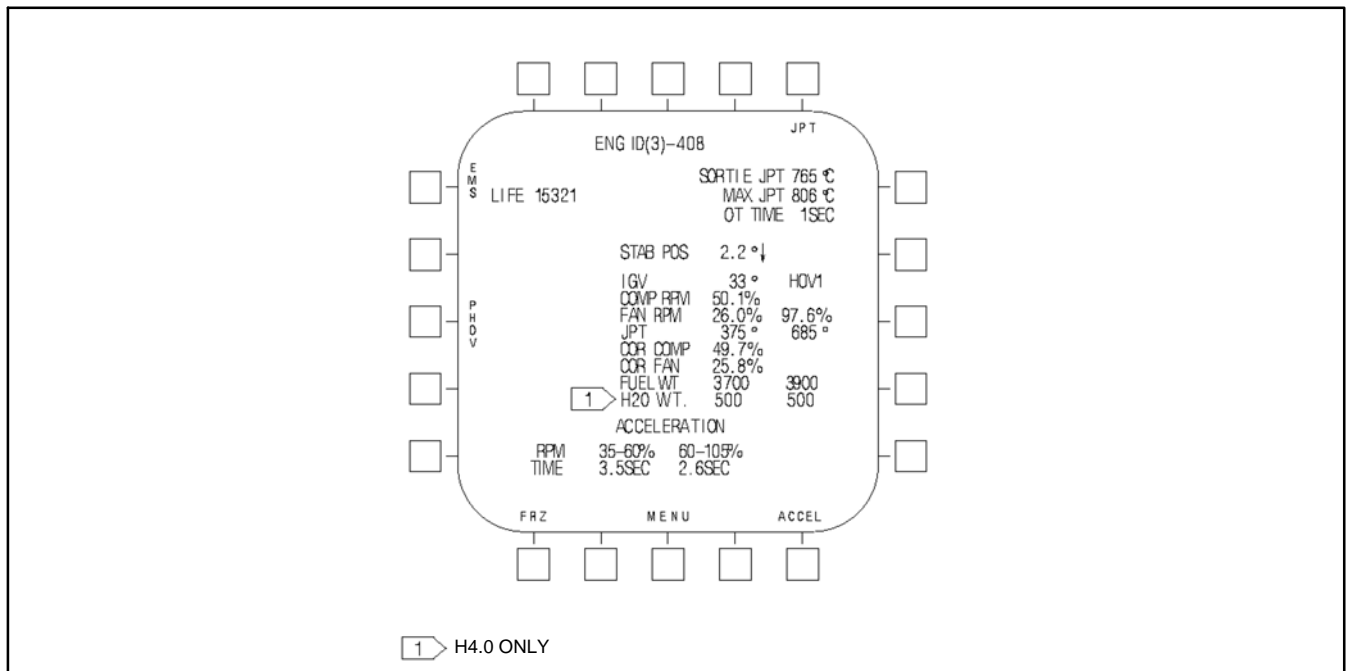 JPT
ENG ID(3)-408
EMS
SORTIE JPT 765 °C
LIFE 15321 MAX JPT 806 °C
OT TIME 1SEC
STAB POS 2.2 °↓
IGV 33 ° HOV1
COMP RPM 50.1%
PHOV
FAN RPM 26.0% 97.6%
JPT 375 ° 685 °
COR COMP 49.7%
COR FAN 25.8%
FUEL WT 3700 3900
1 H20 WT. 500 500
ACCELERATION
RPM 35-60% 60-105%
TIME 3.5SEC 2.6SEC
FRZ MENU ACCEL
1 H4.0 ONLY